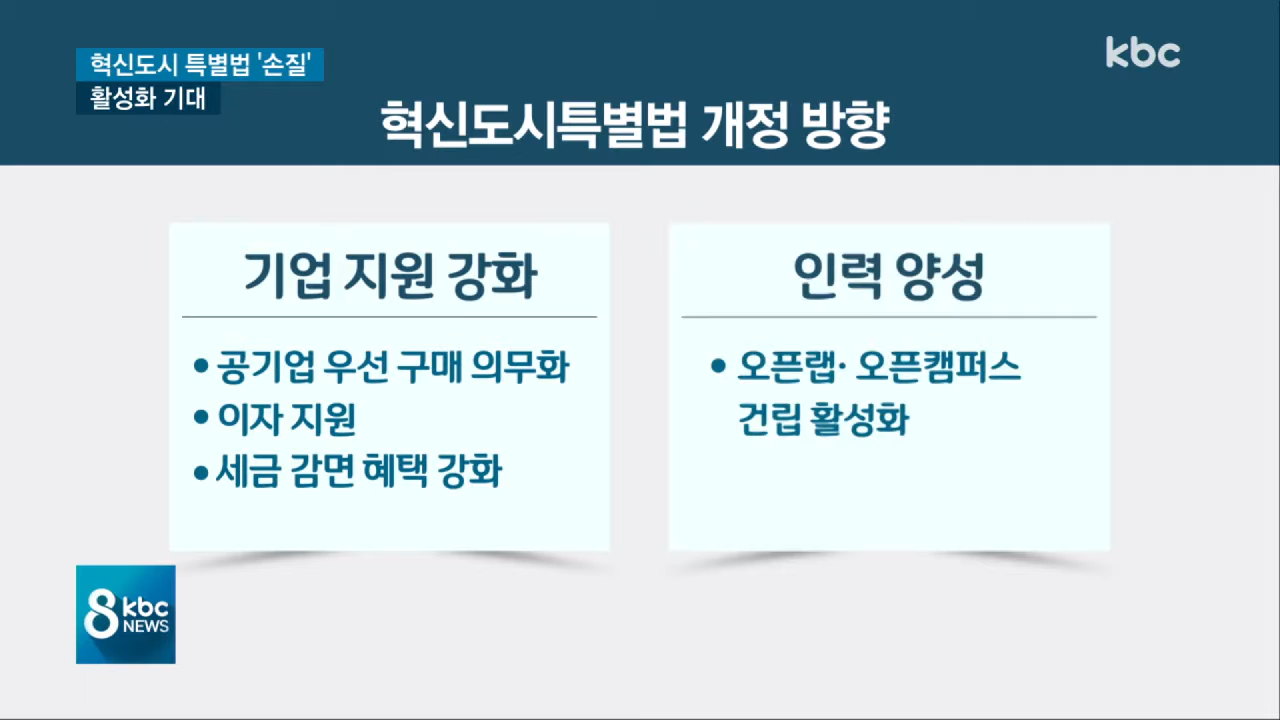 혁신도시 특별법 '손질'
활성화 기대
kbc
혁신도시특별법 개정 방향
기업 지원 강화
• 공기업 우선 구매 의무화
• 이자 지원
• 세금 감면 혜택 강화
인력 양성
• 오픈랩· 오픈캠퍼스
건립 활성화
8 kbc
NEWS